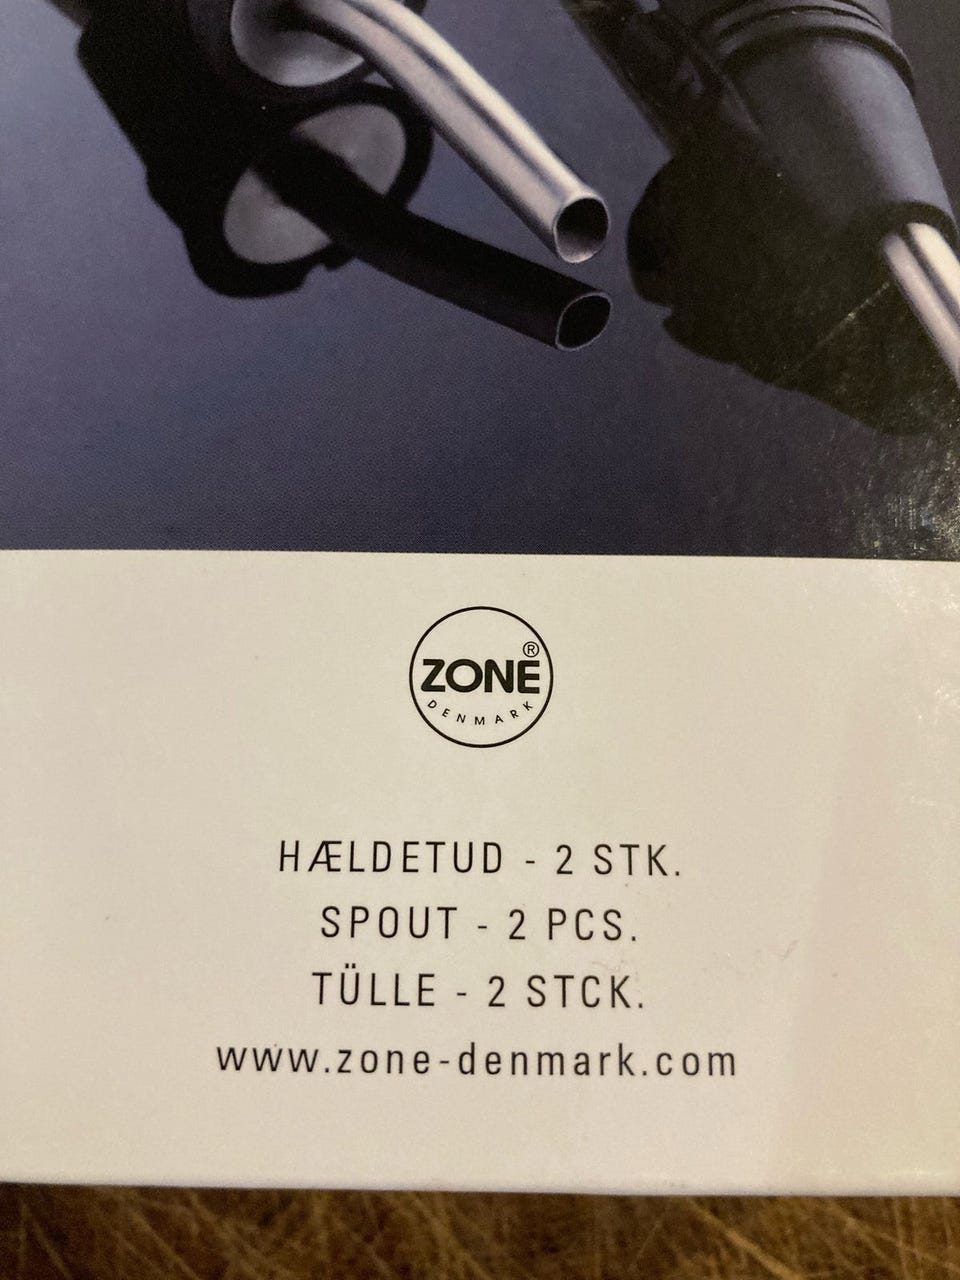 ZONE®
DENMARK
HÆLDETUD - 2 STK.
SPOUT - 2 PCS.
TÜLLE - 2 STCK.
www.zone-denmark.com